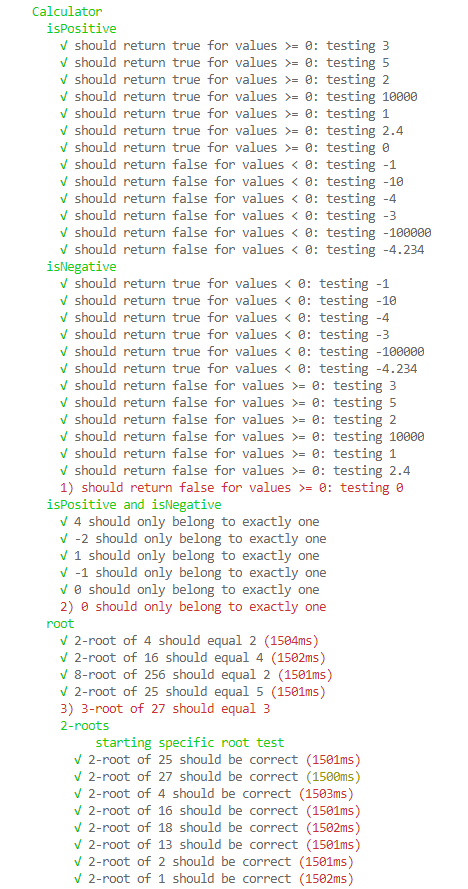 Calculator
isPositive
√ should return true for values >= 0: testing 3
√ should return true for values >= 0: testing 5
√ should return true for values >= 0: testing 2
√ should return true for values >= 0: testing 10000
√ should return true for values >= 0: testing 1
√ should return true for values >= 0: testing 2.4
√ should return true for values >= 0: testing 0
√ should return false for values < 0: testing -1
√ should return false for values < 0: testing -10
√ should return false for values < 0: testing -4
√ should return false for values < 0: testing -3
√ should return false for values < 0: testing -100000
√ should return false for values < 0: testing -4.234
isNegative
√ should return true for values < 0: testing -1
√ should return true for values < 0: testing -10
√ should return true for values < 0: testing -4
√ should return true for values < 0: testing -3
√ should return true for values < 0: testing -100000
√ should return true for values < 0: testing -4.234
√ should return false for values >= 0: testing 3
√ should return false for values >= 0: testing 5
√ should return false for values >= 0: testing 2
√ should return false for values >= 0: testing 10000
√ should return false for values >= 0: testing 1
√ should return false for values >= 0: testing 2.4
1) should return false for values >= 0: testing 0
isPositive and isNegative
√ 4 should only belong to exactly one
√ -2 should only belong to exactly one
√ 1 should only belong to exactly one
√ -1 should only belong to exactly one
√ 0 should only belong to exactly one
2) 0 should only belong to exactly one
root
√ 2-root of 4 should equal 2 (1504ms)
√ 2-root of 16 should equal 4 (1502ms)
√ 8-root of 256 should equal 2 (1501ms)
√ 2-root of 25 should equal 5 (1501ms)
3) 3-root of 27 should equal 3
2-roots
starting specific root test
√ 2-root of 25 should be correct (1501ms)
√ 2-root of 27 should be correct (1500ms)
√ 2-root of 4 should be correct (1503ms)
√ 2-root of 16 should be correct (1501ms)
√ 2-root of 18 should be correct (1502ms)
√ 2-root of 13 should be correct (1501ms)
√ 2-root of 2 should be correct (1501ms)
√ 2-root of 1 should be correct (1502ms)